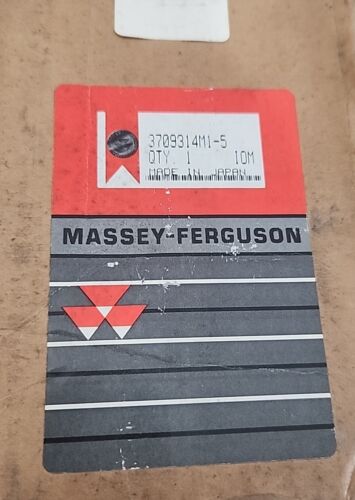 3709314M1-5
QTY. 1 10M
MADE IN JAPAN
MASSEY-FERGUSON